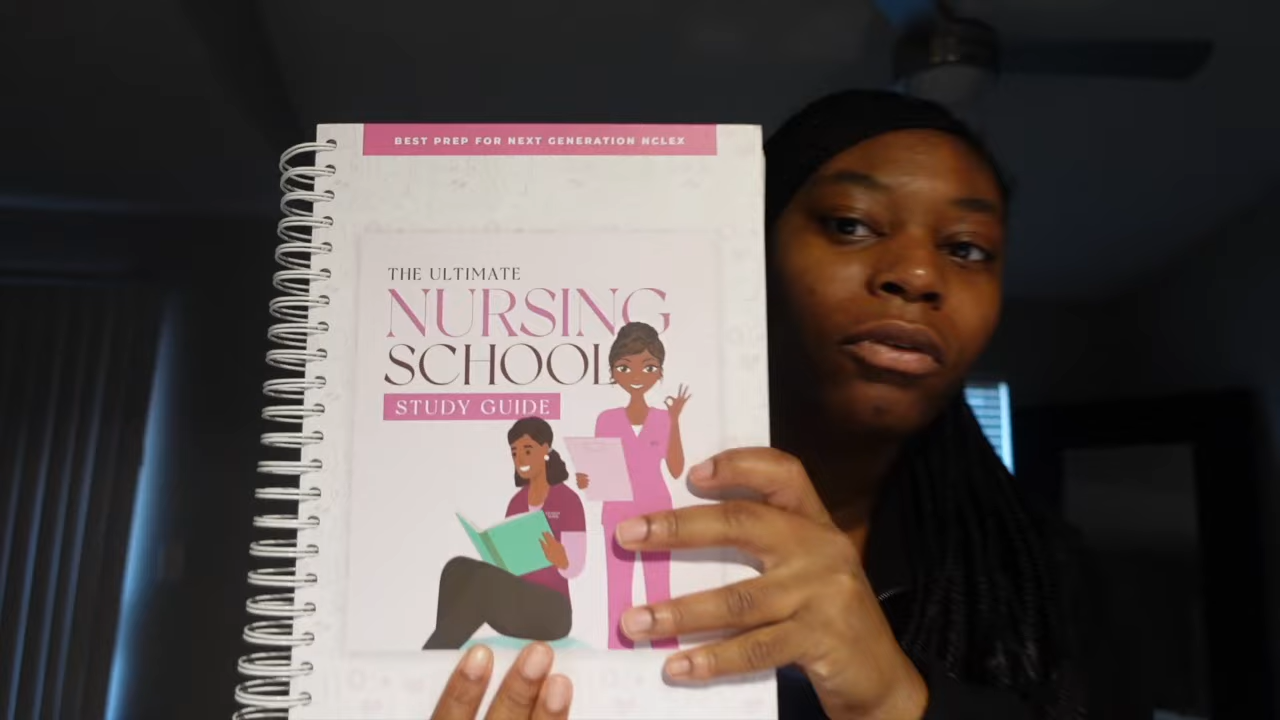 BEST PREP FOR NEXT GENERATION NCLEX
THE ULTIMATE
NURSING
SCHOOL
STUDY GUIDE